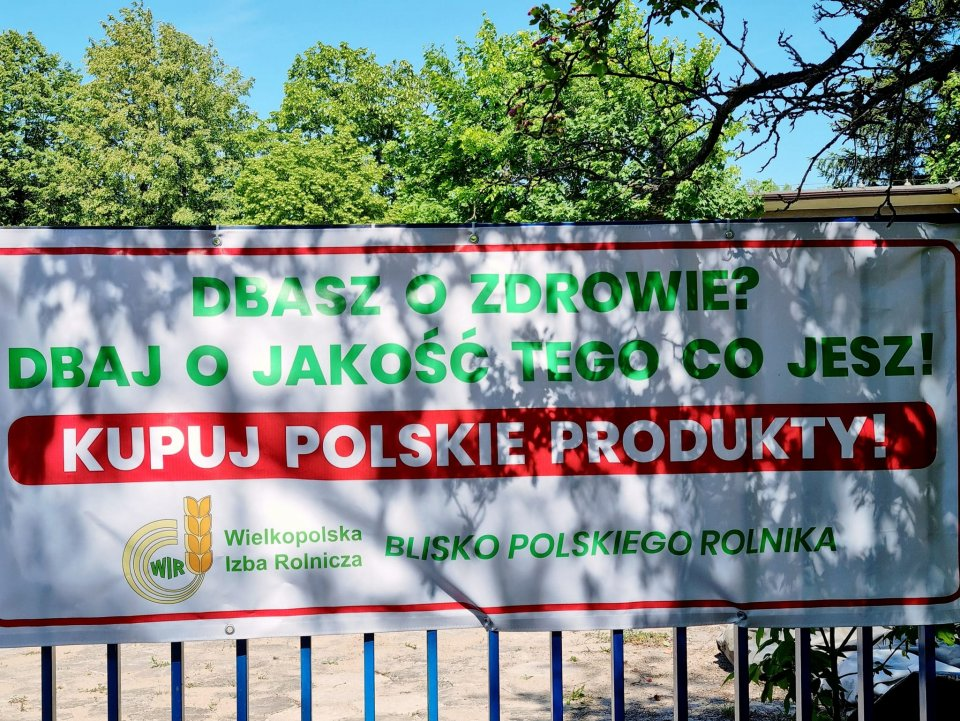 DBASZ O ZDROWIE?
DBAJ O JAKOŚĆ TEGO CO JESZ!
KUPUJ POLSKIE PRODUKTY!
WIR
Wielkopolska
Izba Rolnicza
BLISKO POLSKIEGO ROLNIKA